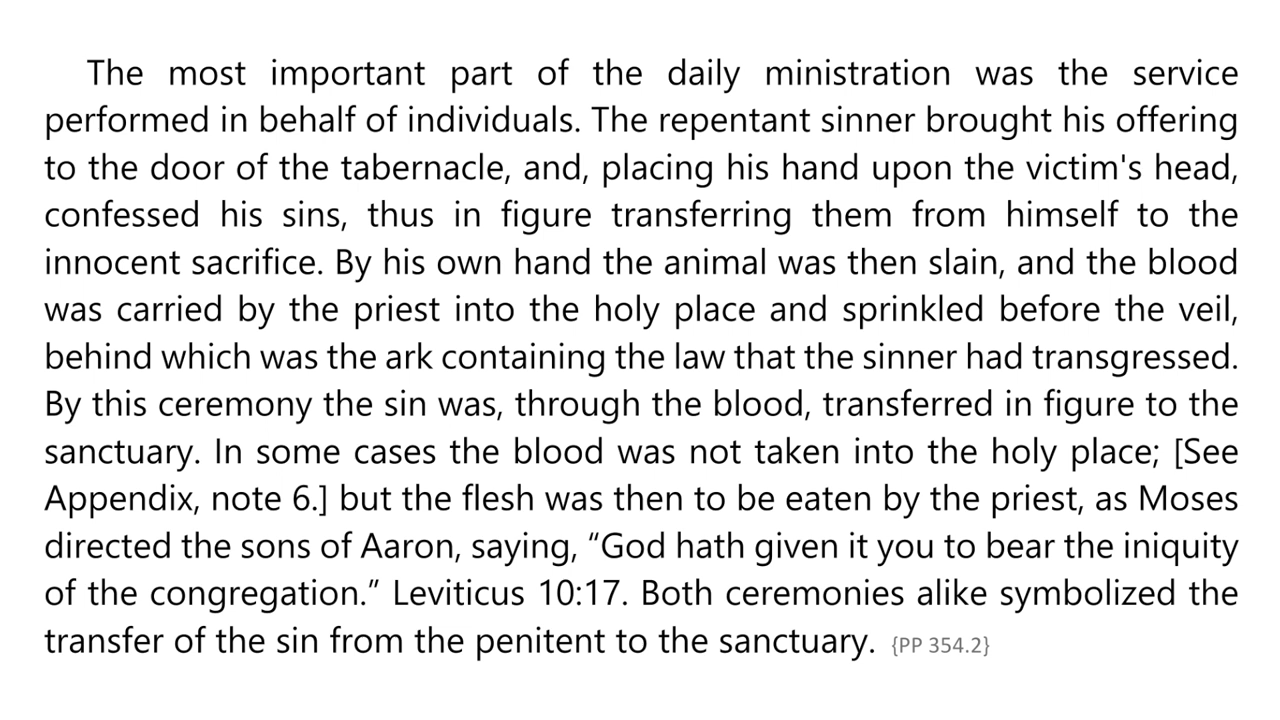 The most important part of the daily ministration was the service
performed in behalf of individuals. The repentant sinner brought his offering
to the door of the tabernacle, and, placing his hand upon the victim's head,
confessed his sins, thus in figure transferring them from himself to the
innocent sacrifice. By his own hand the animal was then slain, and the blood
was carried by the priest into the holy place and sprinkled before the veil,
behind which was the ark containing the law that the sinner had transgressed.
By this ceremony the sin was, through the blood, transferred in figure to the
sanctuary. In some cases the blood was not taken into the holy place; [See
Appendix, note 6.] but the flesh was then to be eaten by the priest, as Moses
directed the sons of Aaron, saying, “God hath given it you to bear the iniquity
of the congregation.” Leviticus 10:17. Both ceremonies alike symbolized the
transfer of the sin from the penitent to the sanctuary. {PP 354.2}